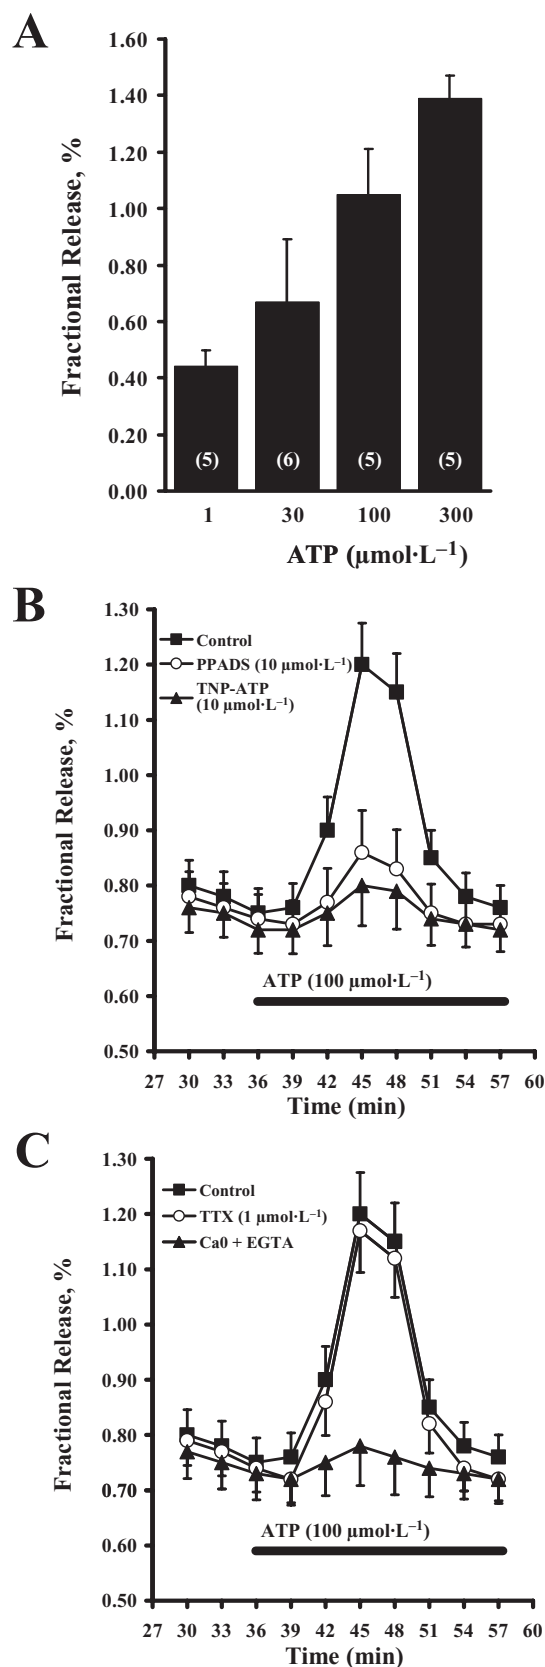 A
Fractional Release, %
1.60
1.40
1.20
1.00
0.80
0.60
0.40
0.20
0.00
(5)
(6)
(5)
(5)
1 30 100 300
ATP (µmol·L⁻¹)
B
Fractional Release, %
1.30
1.20
1.10
1.00
0.90
0.80
0.70
0.60
0.50
Control
PPADS (10 µmol·L⁻¹)
TNP-ATP
(10 µmol·L⁻¹)
ATP (100 µmol·L⁻¹)
27 30 33 36 39 42 45 48 51 54 57 60
Time (min)
C
Fractional Release, %
1.30
1.20
1.10
1.00
0.90
0.80
0.70
0.60
0.50
Control
TTX (1 µmol·L⁻¹)
Ca0 + EGTA
ATP (100 µmol·L⁻¹)
27 30 33 36 39 42 45 48 51 54 57 60
Time (min)